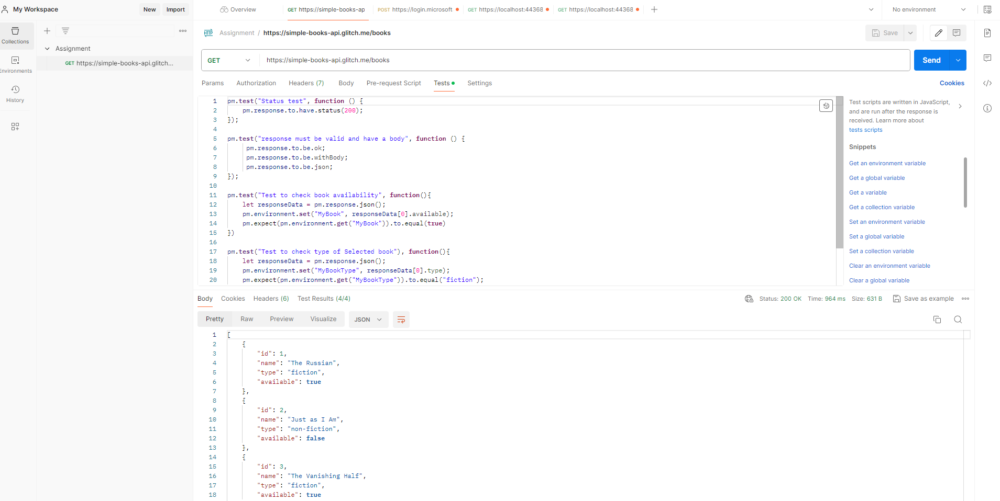 My Workspace
New
Import
Overview
GET https://simple-books-ap
POST https://login.microsoft.
GET https://localhost:44368
GET https://localhost:44368
No environment
Collections
Environments
History
Assignment
GET https://simple-books-api.glitch...
HTTP
Assignment / https://simple-books-api.glitch.me/books
Save
GET
https://simple-books-api.glitch.me/books
Send
Params
Authorization
Headers (7)
Body
Pre-request Script
Tests
Settings
Cookies
1 pm.test("Status test", function () {
2 pm.response.to.have.status(200);
3 });
4
5 pm.test("response must be valid and have a body", function () {
6 pm.response.to.be.ok;
7 pm.response.to.be.withBody;
8 pm.response.to.be.json;
9 });
10
11 pm.test("Test to check book availability", function(){
12 let responseData = pm.response.json();
13 pm.environment.set("MyBook", responseData[0].available);
14 pm.expect(pm.environment.get("MyBook")).to.equal(true)
15 })
16
17 pm.test("Test to check type of Selected book"), function(){
18 let responseData = pm.response.json();
19 pm.environment.set("MyBookType", responseData[0].type);
20 pm.expect(pm.environment.get("MyBookType")).to.equal("fiction");
Test scripts are written in JavaScript,
and are run after the response is
received. Learn more about
tests scripts
Snippets
Get an environment variable
Get a global variable
Get a variable
Get a collection variable
Set an environment variable
Set a global variable
Set a collection variable
Clear an environment variable
Clear a global variable
Body
Cookies
Headers (6)
Test Results (4/4)
Status: 200 OK
Time: 964 ms
Size: 631 B
Save as example
Pretty
Raw
Preview
Visualize
JSON
1 [
2 {
3 "id": 1,
4 "name": "The Russian",
5 "type": "fiction",
6 "available": true
7 },
8 {
9 "id": 2,
10 "name": "Just as I Am",
11 "type": "non-fiction",
12 "available": false
13 },
14 {
15 "id": 3,
16 "name": "The Vanishing Half",
17 "type": "fiction",
18 "available": true